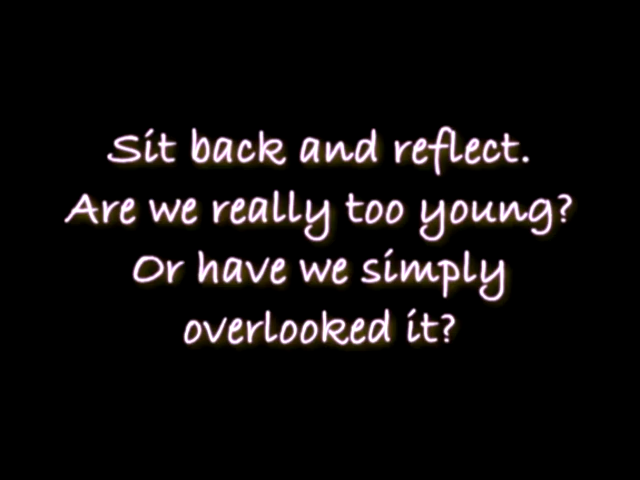 Sit back and reflect.
Are we really too young?
Or have we simply
overlooked it?